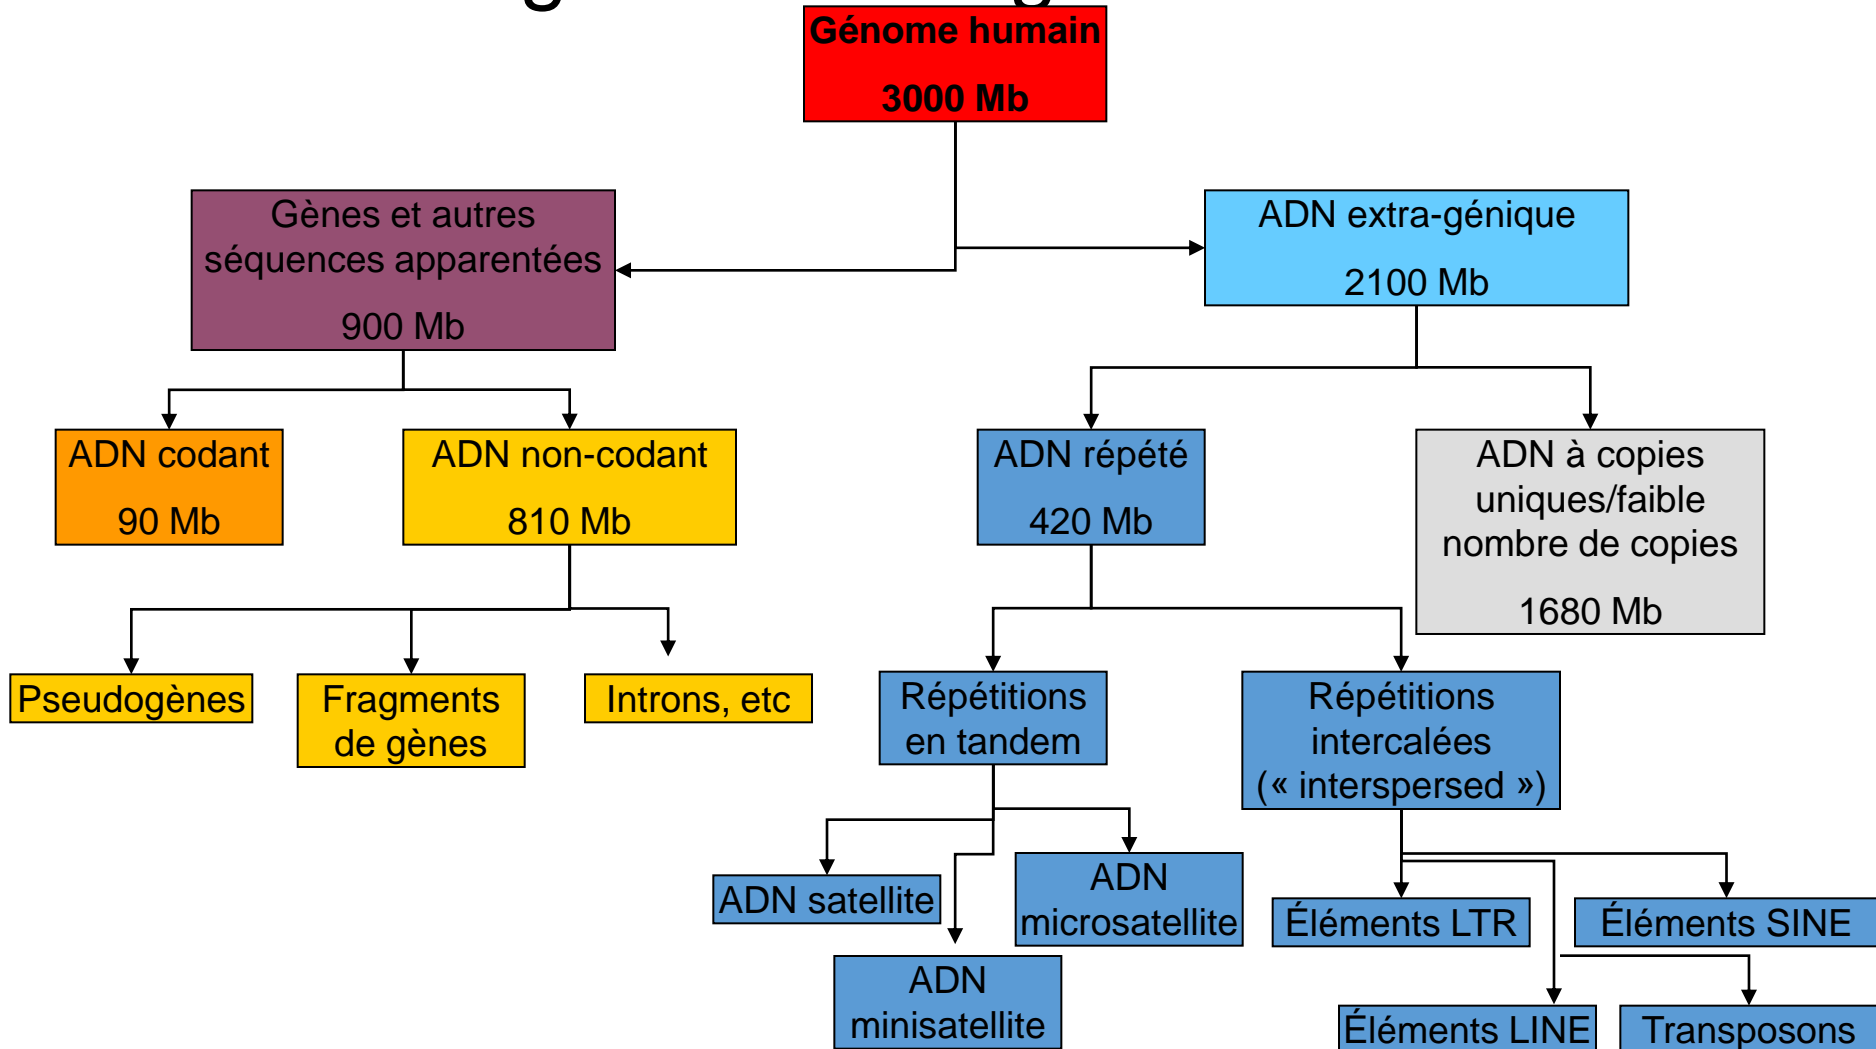 Génome humain
3000 Mb
Gènes et autres
séquences apparentées
900 Mb
ADN extra-génique
2100 Mb
ADN codant
90 Mb
ADN non-codant
810 Mb
ADN répété
420 Mb
ADN à copies
uniques/faible
nombre de copies
1680 Mb
Pseudogènes
Fragments
de gènes
Introns, etc
Répétitions
en tandem
Répétitions
intercalées
(« interspersed »)
ADN satellite
ADN
minisatellite
ADN
microsatellite
Éléments LTR
Éléments SINE
Éléments LINE
Transposons